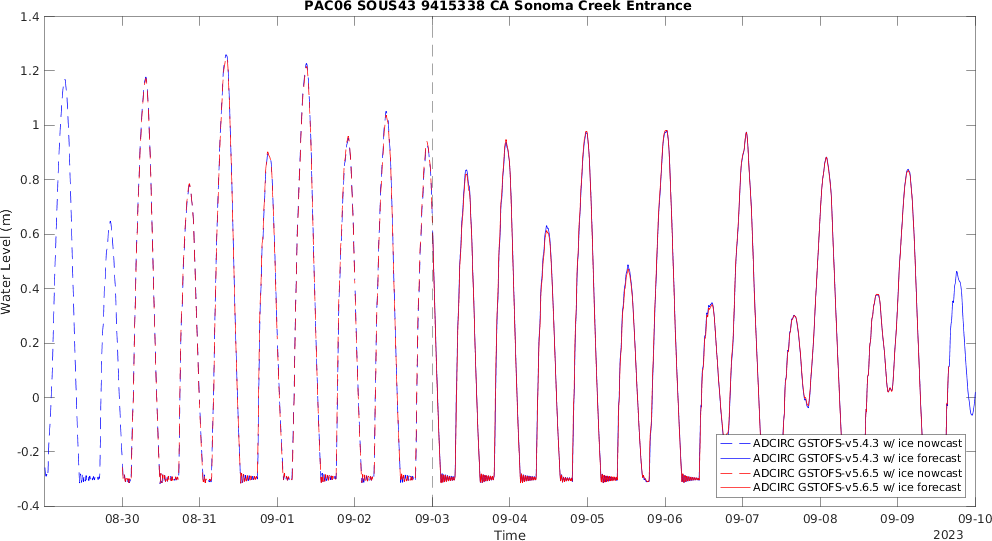 PAC06 SOUS43 9415338 CA Sonoma Creek Entrance
Water Level (m)
1.4
1.2
1
0.8
0.6
0.4
0.2
0
-0.2
-0.4
ADCIRC GSTOFS-v5.4.3 w/ ice nowcast
ADCIRC GSTOFS-v5.4.3 w/ ice forecast
ADCIRC GSTOFS-v5.6.5 w/ ice nowcast
ADCIRC GSTOFS-v5.6.5 w/ ice forecast
08-30 08-31 09-01 09-02 09-03 09-04 09-05 09-06 09-07 09-08 09-09 09-10
Time
2023